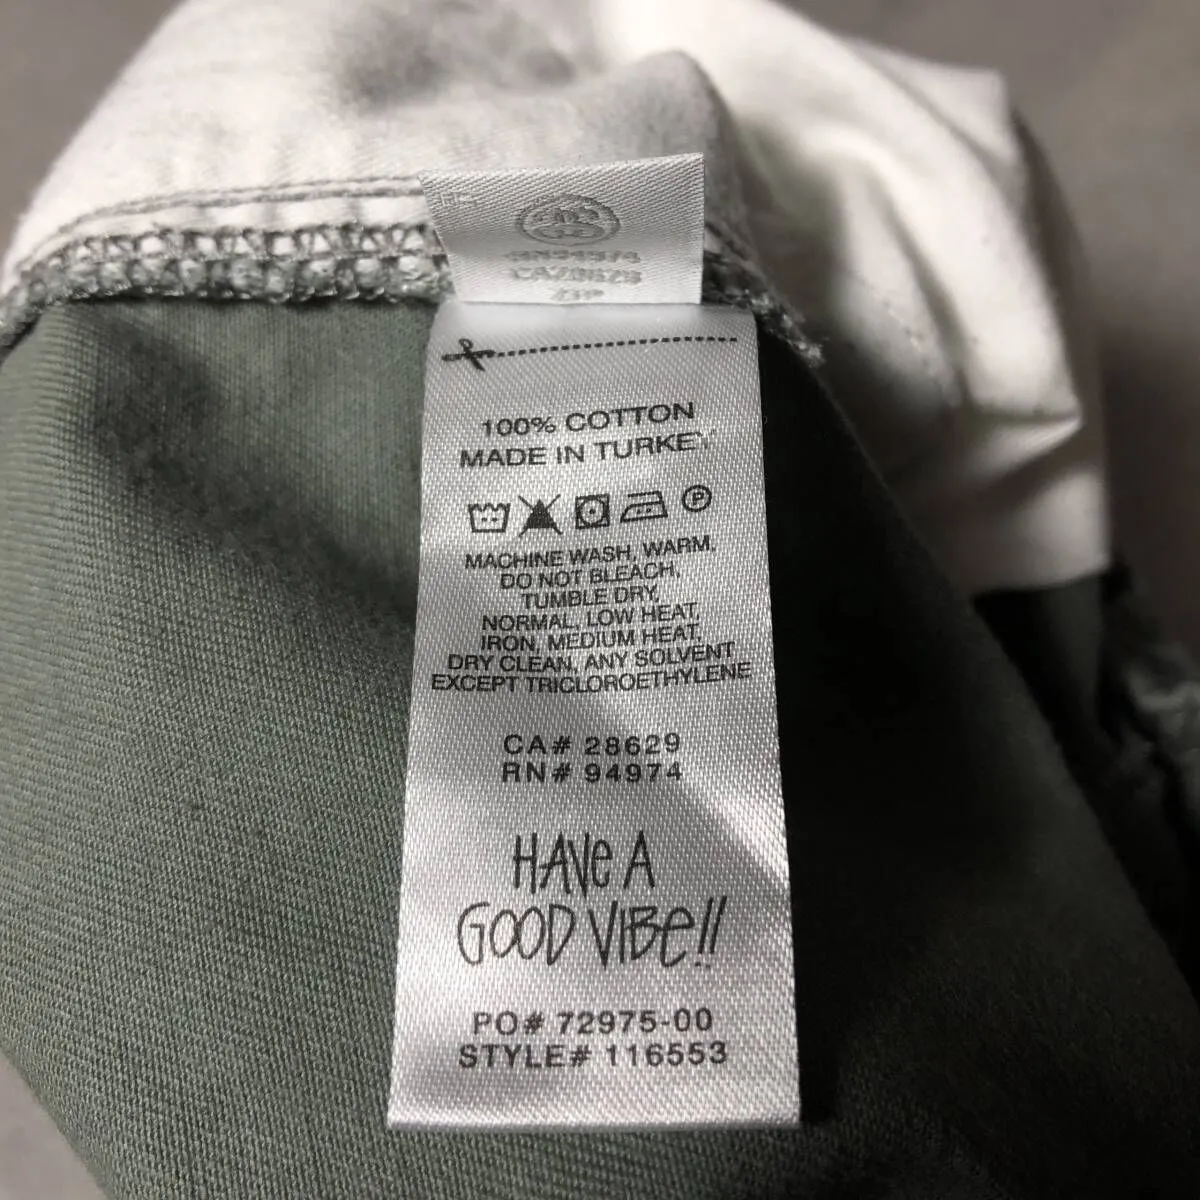 100% COTTON
MADE IN TURKEY
P
MACHINE WASH, WARM,
DO NOT BLEACH,
TUMBLE DRY,
NORMAL, LOW HEAT,
IRON, MEDIUM HEAT,
DRY CLEAN, ANY SOLVENT
EXCEPT TRICLOROETHYLENE
CA# 28629
RN# 94974
HAVe A
GOOD VIBe!!
PO# 72975-00
STYLE# 116553